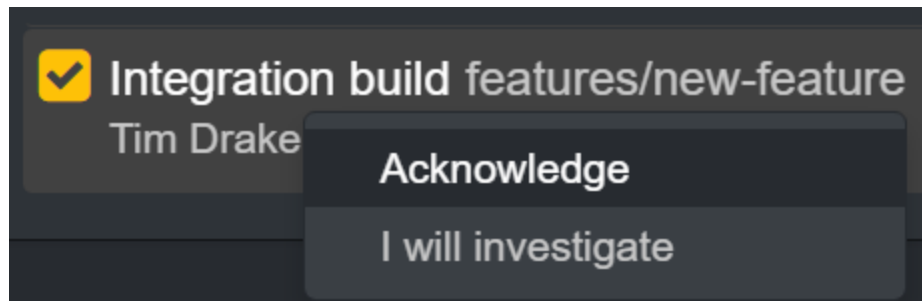 Integration build features/new-feature
Tim Drake
Acknowledge
I will investigate